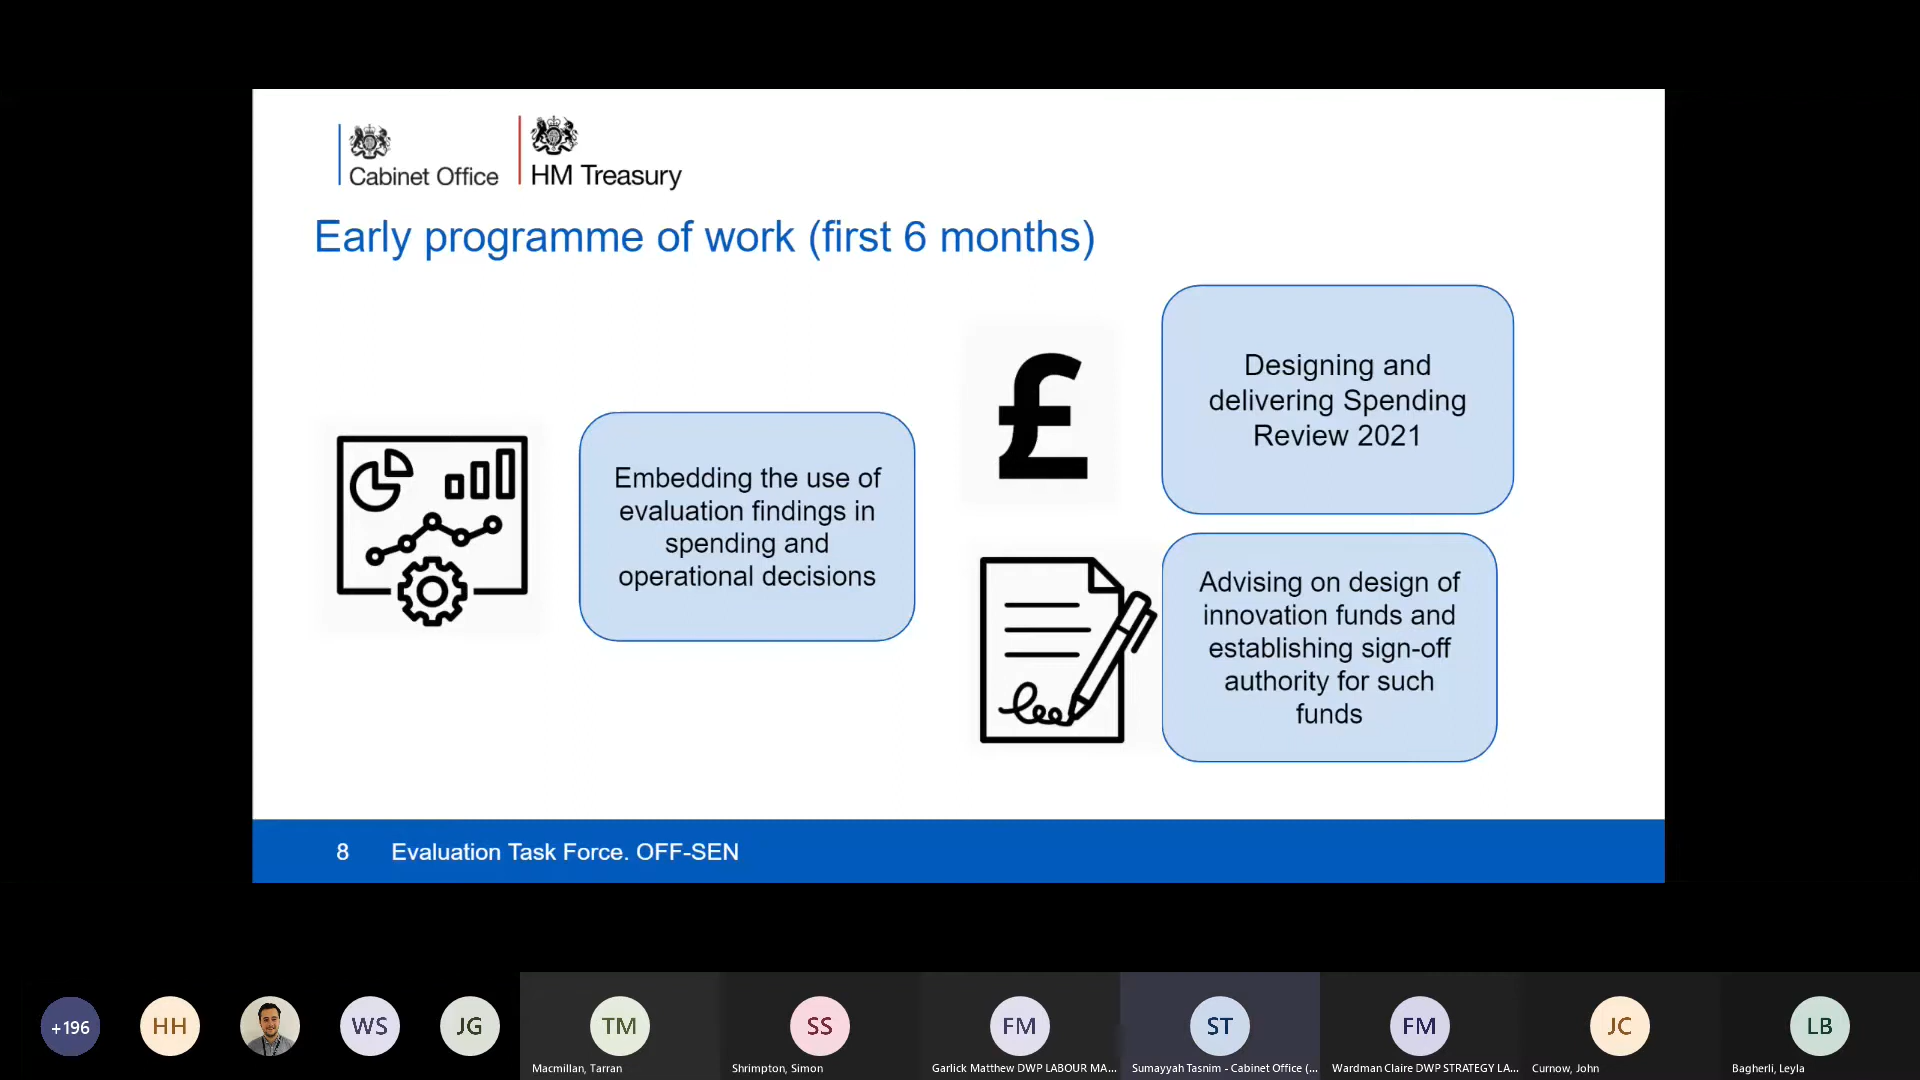 Cabinet Office
HM Treasury
Early programme of work (first 6 months)
Embedding the use of
evaluation findings in
spending and
operational decisions
£
Designing and
delivering Spending
Review 2021
Advising on design of
innovation funds and
establishing sign-off
authority for such
funds
8
Evaluation Task Force. OFF-SEN
+196
HH
WS
JG
TM
Macmillan, Tarran
SS
Shrimpton, Simon
FM
Garlick Matthew DWP LABOUR MA...
ST
Sumayyah Tasnim - Cabinet Office (...
FM
Wardman Claire DWP STRATEGY LA...
JC
Curnow, John
LB
Bagherli, Leyla